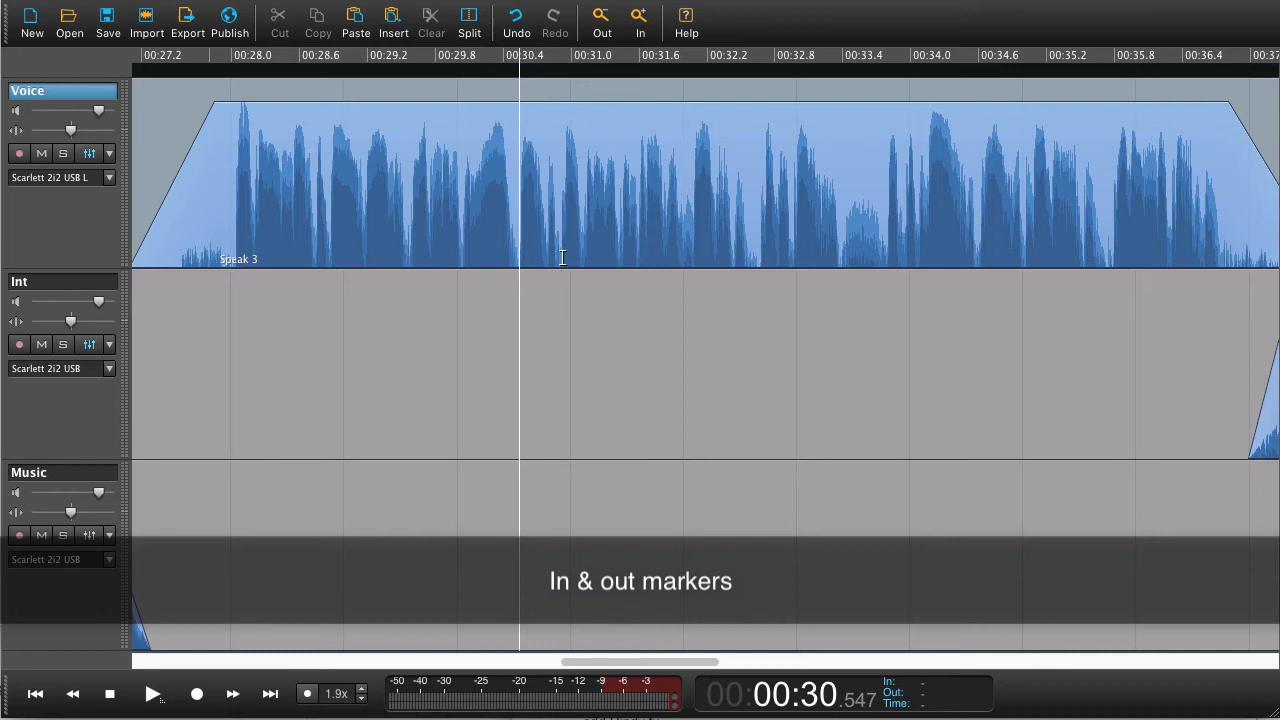 New Open Save Import Export Publish Cut Copy Paste Insert Clear Split Undo Redo Out In Help
00:27.2 00:28.0 00:28.6 00:29.2 00:29.8 00:30.4 00:31.0 00:31.6 00:32.2 00:32.8 00:33.4 00:34.0 00:34.6 00:35.2 00:35.8 00:36.4 00:37
Voice
M S
Scarlett 2i2 USB L
Speak 3
Int
M S
Scarlett 2i2 USB
Music
M S
Scarlett 2i2 USB
In & out markers
1.9x
-50 -40 -30 -25 -20 -15 -12 -9 -6 -3
00:00:30.547
In: -
Out: -
Time: -